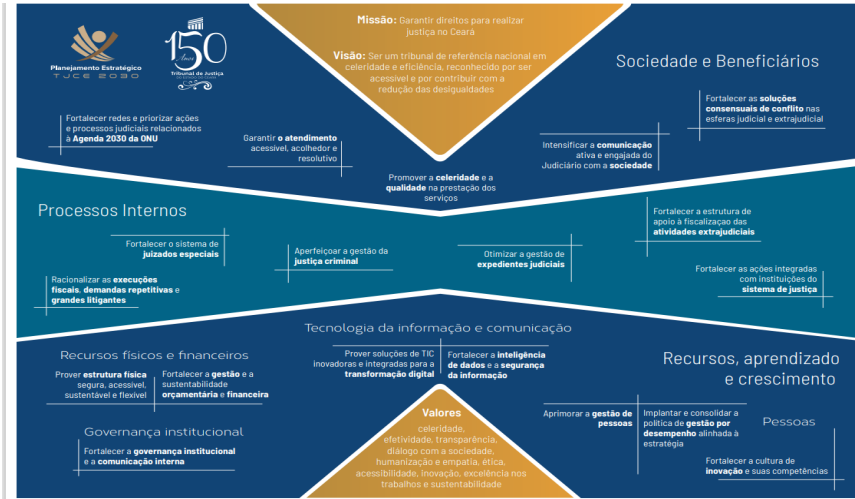 Missão: Garantir direitos para realizar
justiça no Ceará
Visão: Ser um tribunal de referência nacional em
celeridade e eficiência, reconhecido por ser
acessível e por contribuir com a
redução das desigualdades
Planejamento Estratégico
TJCE 2030
150
Anos
Tribunal de Justiça
Sociedade e Beneficiários
Fortalecer redes e priorizar ações
e processos judiciais relacionados
à Agenda 2030 da ONU
Garantir o atendimento
acessível, acolhedor e
resolutivo
Promover a celeridade e a
qualidade na prestação dos
serviços
Intensificar a comunicação
ativa e engajada do
Judiciário com a sociedade
Fortalecer as soluções
consensuais de conflito nas
esferas judicial e extrajudicial
Processos Internos
Fortalecer o sistema de
juizados especiais
Racionalizar as execuções
fiscais, demandas repetitivas e
grandes litigantes
Aperfeiçoar a gestão da
justiça criminal
Otimizar a gestão de
expedientes judiciais
Fortalecer a estrutura de
apoio à fiscalizaçao das
atividades extrajudiciais
Fortalecer as ações integradas
com instituições do
sistema de justiça
Tecnologia da informação e comunicação
Prover soluções de TIC
inovadoras e integradas para a
transformação digital
Fortalecer a inteligência
de dados e a segurança
da informação
Recursos físicos e financeiros
Prover estrutura física
segura, acessível,
sustentável e flexível
Fortalecer a gestão e a
sustentabilidade
orçamentária e financeira
Governança institucional
Fortalecer a governança institucional
e a comunicação interna
Valores
celeridade,
efetividade, transparência,
diálogo com a sociedade,
humanização e empatia, ética,
acessibilidade, inovação, excelência nos
trabalhos e sustentabilidade
Recursos, aprendizado
e crescimento
Aprimorar a gestão de
pessoas
Implantar e consolidar a
política de gestão por
desempenho alinhada à
estratégia
Pessoas
Fortalecer a cultura de
inovação e suas competências